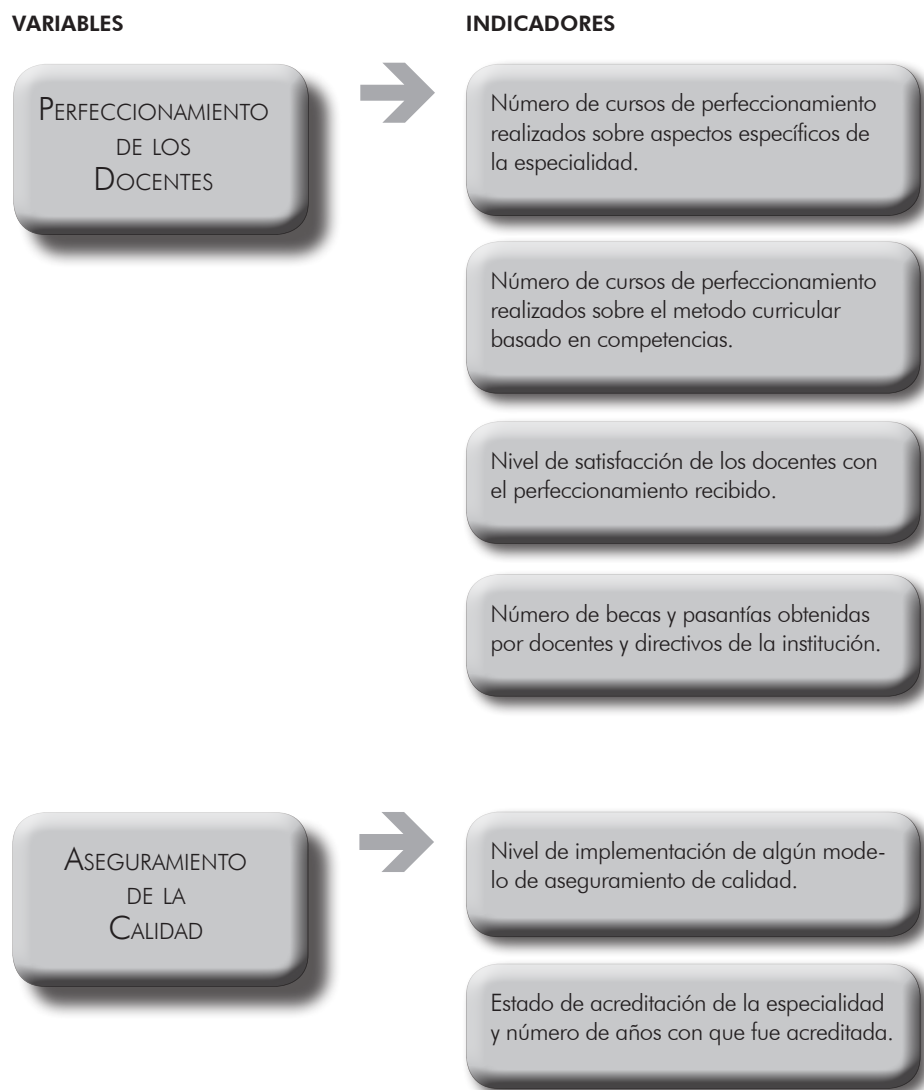 VARIABLES
INDICADORES
PERFECCIONAMIENTO
DE LOS
DOCENTES
Número de cursos de perfeccionamiento
realizados sobre aspectos específicos de
la especialidad.
Número de cursos de perfeccionamiento
realizados sobre el metodo curricular
basado en competencias.
Nivel de satisfacción de los docentes con
el perfeccionamiento recibido.
Número de becas y pasantías obtenidas
por docentes y directivos de la institución.
ASEGURAMIENTO
DE LA
CALIDAD
Nivel de implementación de algún mode-
lo de aseguramiento de calidad.
Estado de acreditación de la especialidad
y número de años con que fue acreditada.